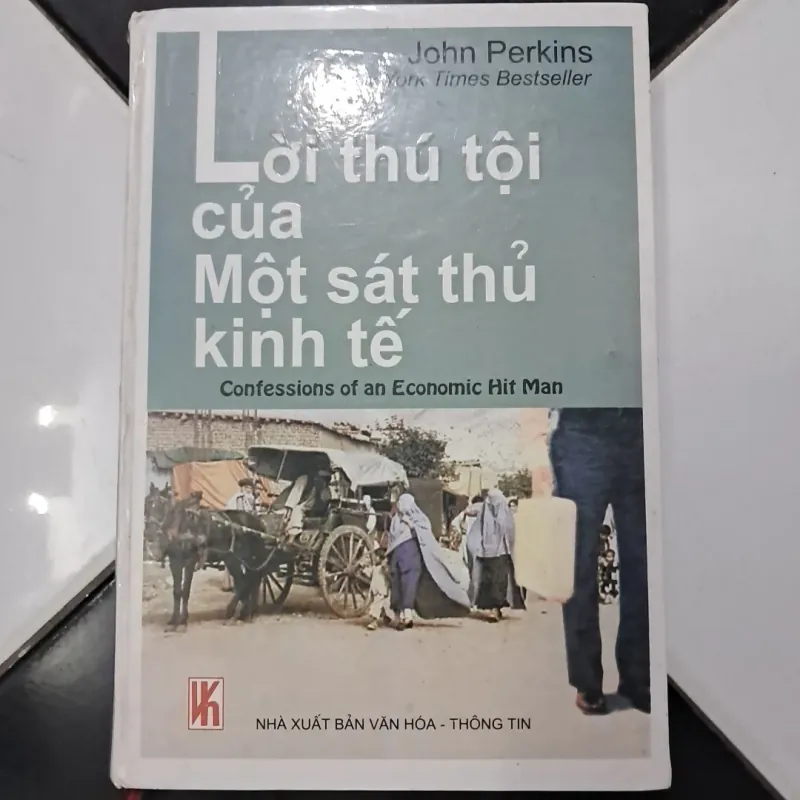 John Perkins
York Times Bestseller
Lời thú tội
của
Một sát thủ
kinh tế
Confessions of an Economic Hit Man
NHÀ XUẤT BẢN VĂN HÓA - THÔNG TIN